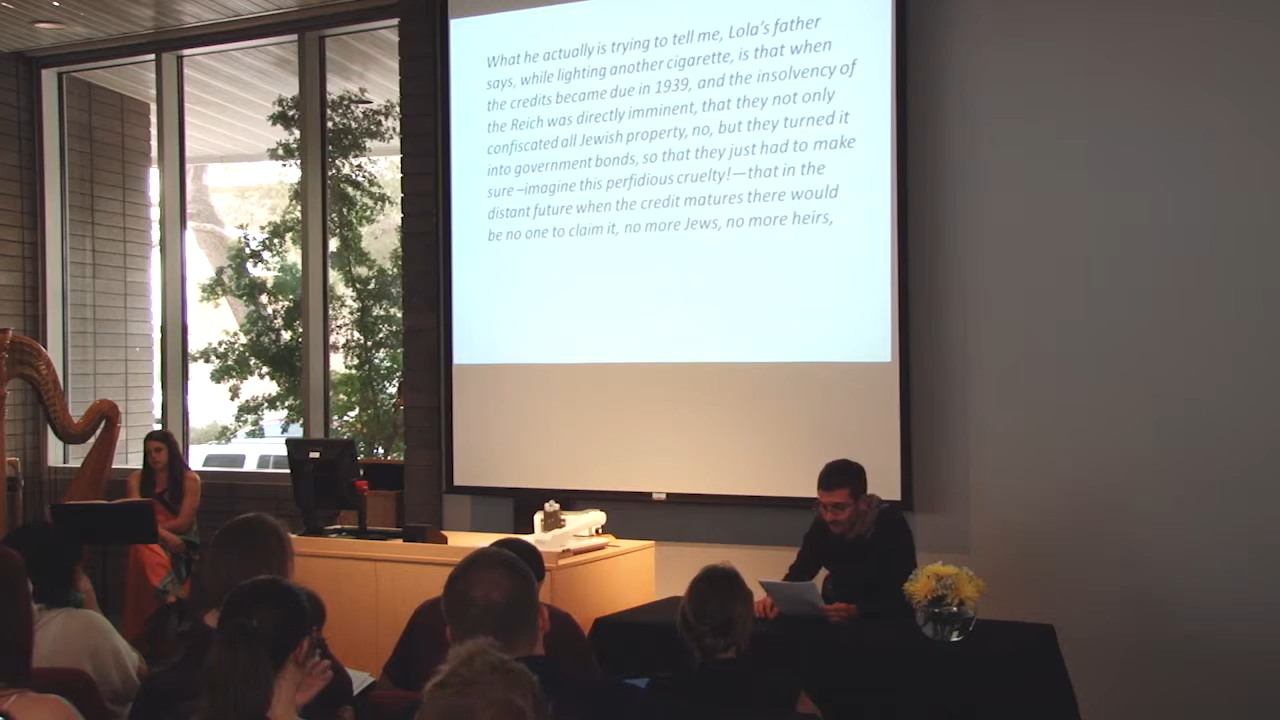 What he actually is trying to tell me, Lola's father
says, while lighting another cigarette, is that when
the credits became due in 1939, and the insolvency of
the Reich was directly imminent, that they not only
confiscated all Jewish property, no, but they turned it
into government bonds, so that they just had to make
sure –imagine this perfidious cruelty!—that in the
distant future when the credit matures there would
be no one to claim it, no more Jews, no more heirs,